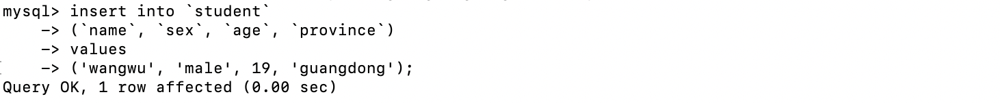 mysql> insert into `student`
    -> (`name`, `sex`, `age`, `province`)
    -> values
    -> ('wangwu', 'male', 19, 'guangdong');
Query OK, 1 row affected (0.00 sec)